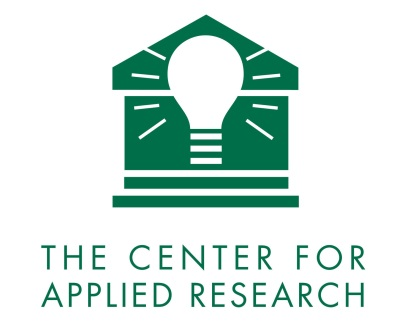 THE CENTER FOR
APPLIED RESEARCH